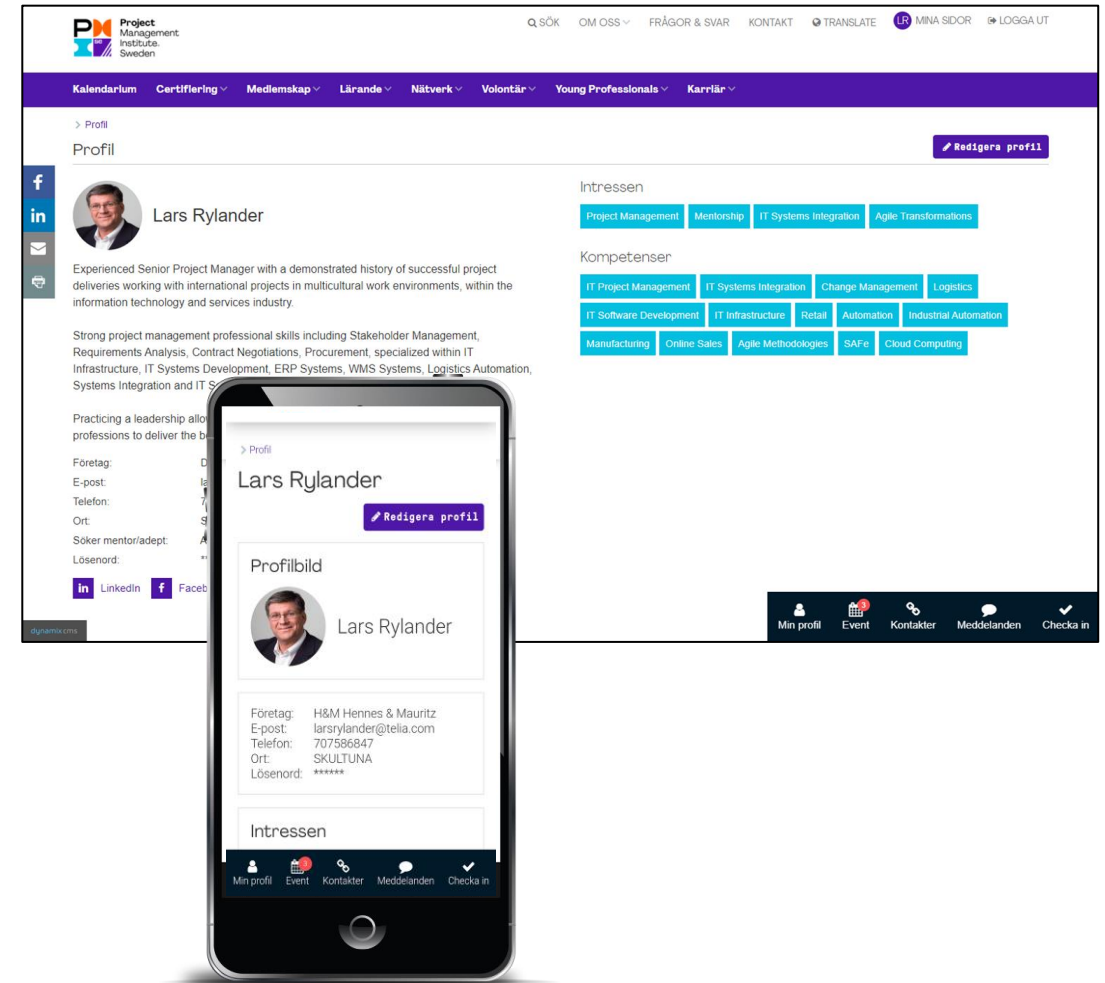 Project
Management
Institute.
Sweden
SÖK OM OSS FRÅGOR & SVAR KONTAKT TRANSLATE LR MINA SIDOR LOGGA UT
Kalendarium Certifiering Medlemskap Lärande Nätverk Volontär Young Professionals Karriär
> Profil
Profil
Redigera profil
Lars Rylander
Experienced Senior Project Manager with a demonstrated history of successful project
deliveries working with international projects in multicultural work environments, within the
information technology and services industry.
Strong project management professional skills including Stakeholder Management,
Requirements Analysis, Contract Negotiations, Procurement, specialized within IT
Infrastructure, IT Systems Development, ERP Systems, WMS Systems, Logistics Automation,
Systems Integration and IT S
Practicing a leadership allo
professions to deliver the b
Företag: D
E-post: la
Telefon: 7
Ort: S
Söker mentor/adept: A
Lösenord: **
in LinkedIn f Faceb
Intressen
Project Management Mentorship IT Systems Integration Agile Transformations
Kompetenser
IT Project Management IT Systems Integration Change Management Logistics
IT Software Development IT Infrastructure Retail Automation Industrial Automation
Manufacturing Online Sales Agile Methodologies SAFe Cloud Computing
f
in
dynamix.cms
3
Min profil Event Kontakter Meddelanden Checka in
> Profil
Lars Rylander
Redigera profil
Profilbild
Lars Rylander
Företag: H&M Hennes & Mauritz
E-post: larsrylander@telia.com
Telefon: 707586847
Ort: SKULTUNA
Lösenord: ******
Intressen
3
Min profil Event Kontakter Meddelanden Checka in